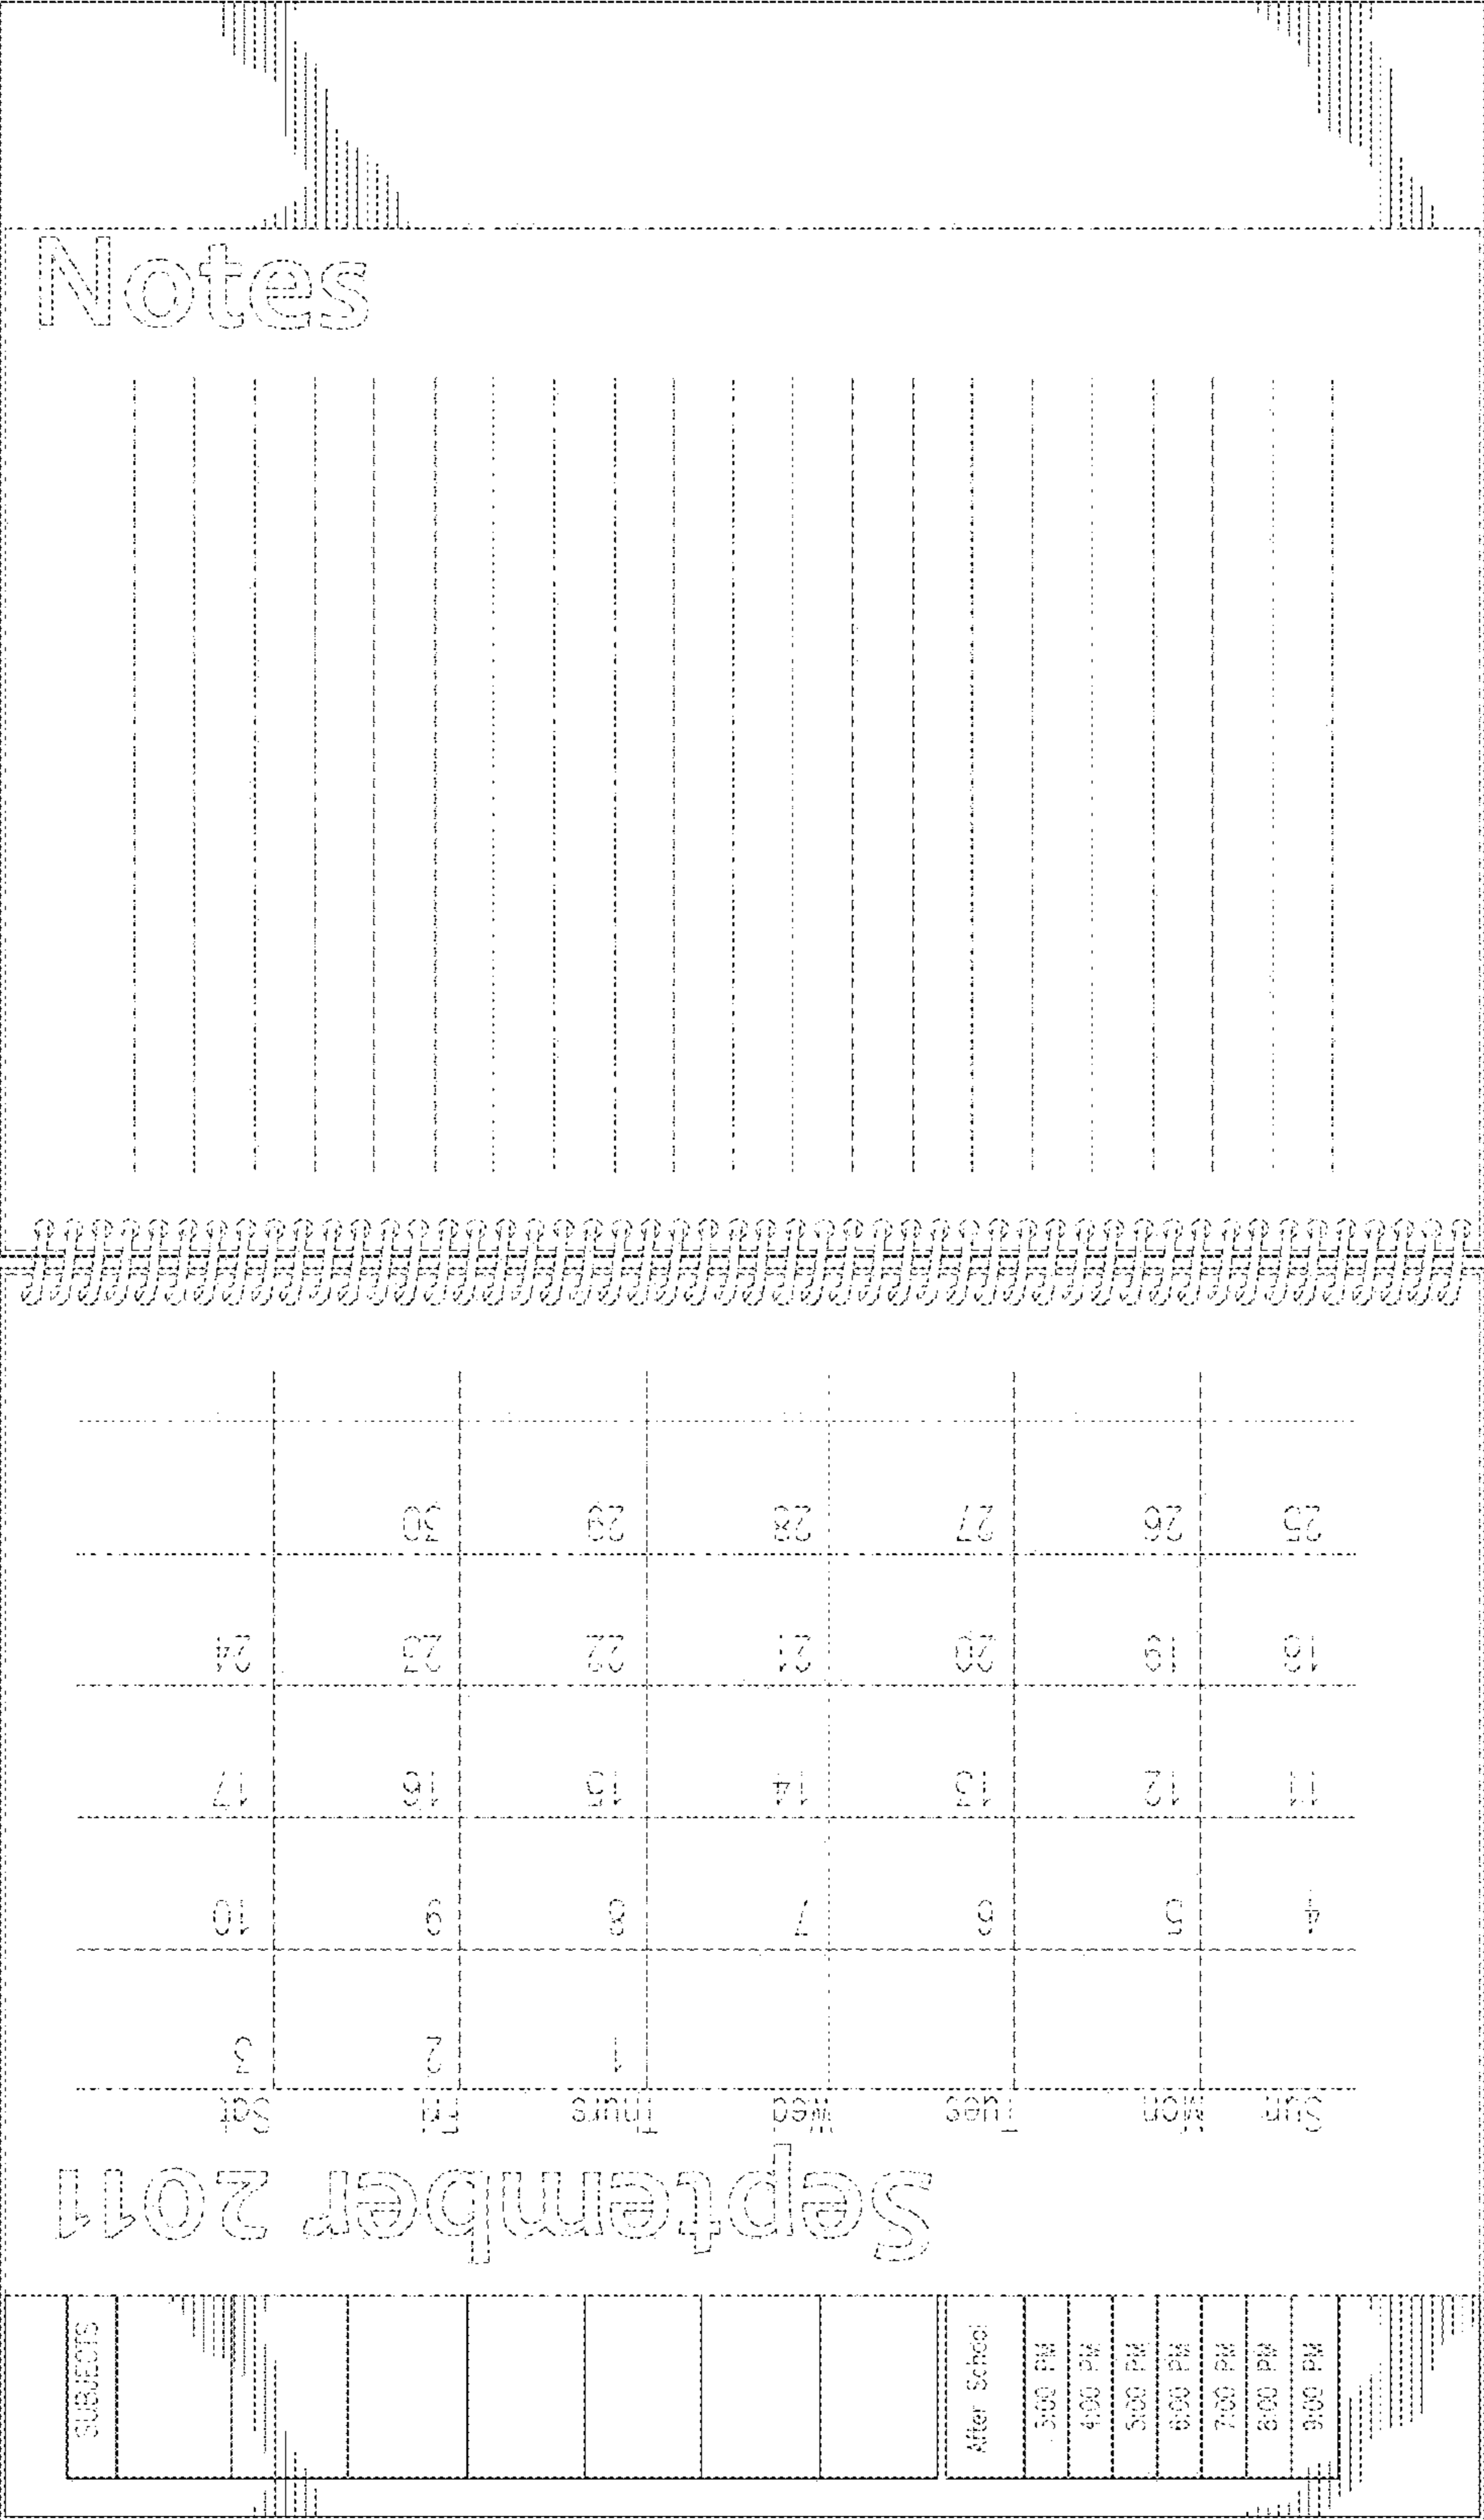 Notes
September 2011
Sun Mon Tues Wed Thurs Fri Sat
1 2 3
4 5 6 7 8 9 10
11 12 13 14 15 16 17
18 19 20 21 22 23 24
25 26 27 28 29 30
SUBJECTS
After School
3:00 PM
4:00 PM
5:00 PM
6:00 PM
7:00 PM
8:00 PM
9:00 PM